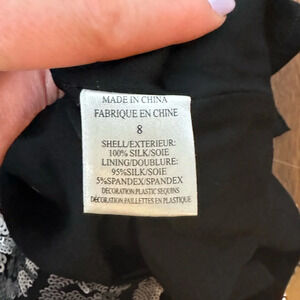 MADE IN CHINA
FABRIQUE EN CHINE
8
SHELL/EXTERIEUR:
100% SILK/SOIE
LINING/DOUBLURE:
95%SILK/SOIE
5%SPANDEX/SPANDEX
DECORATION PLASTIC SEQUINS
DÉCORATION PAILLETTES EN PLASTIQUE